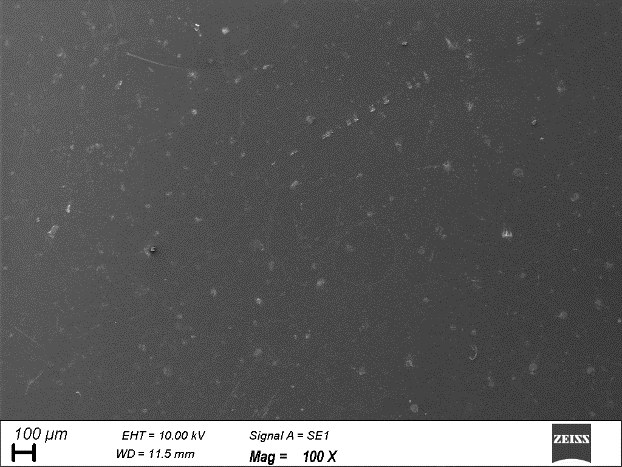 100 µm
EHT = 10.00 kV
Signal A = SE1
WD = 11.5 mm
Mag = 100 X
ZEISS